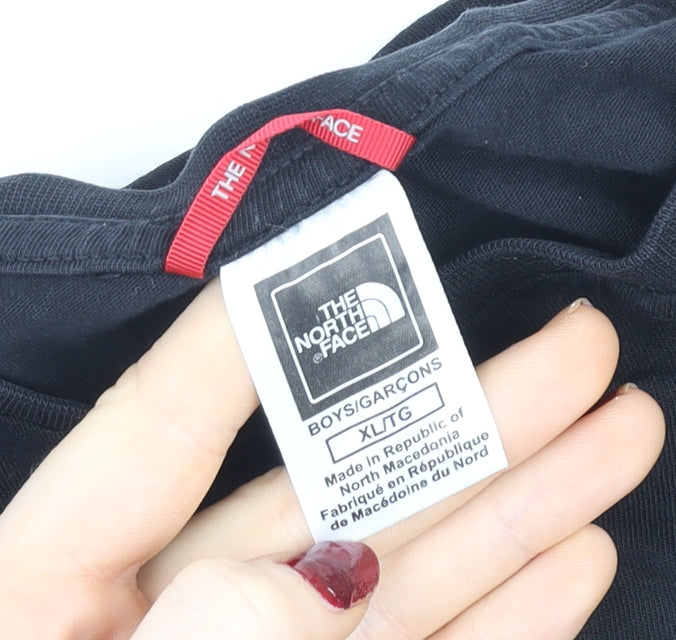 THE N FACE
THE
NORTH
FACE®
BOYS/GARÇONS
XL/TG
Made in Republic of
North Macedonia
Fabriqué en République
de Macédoine du Nord